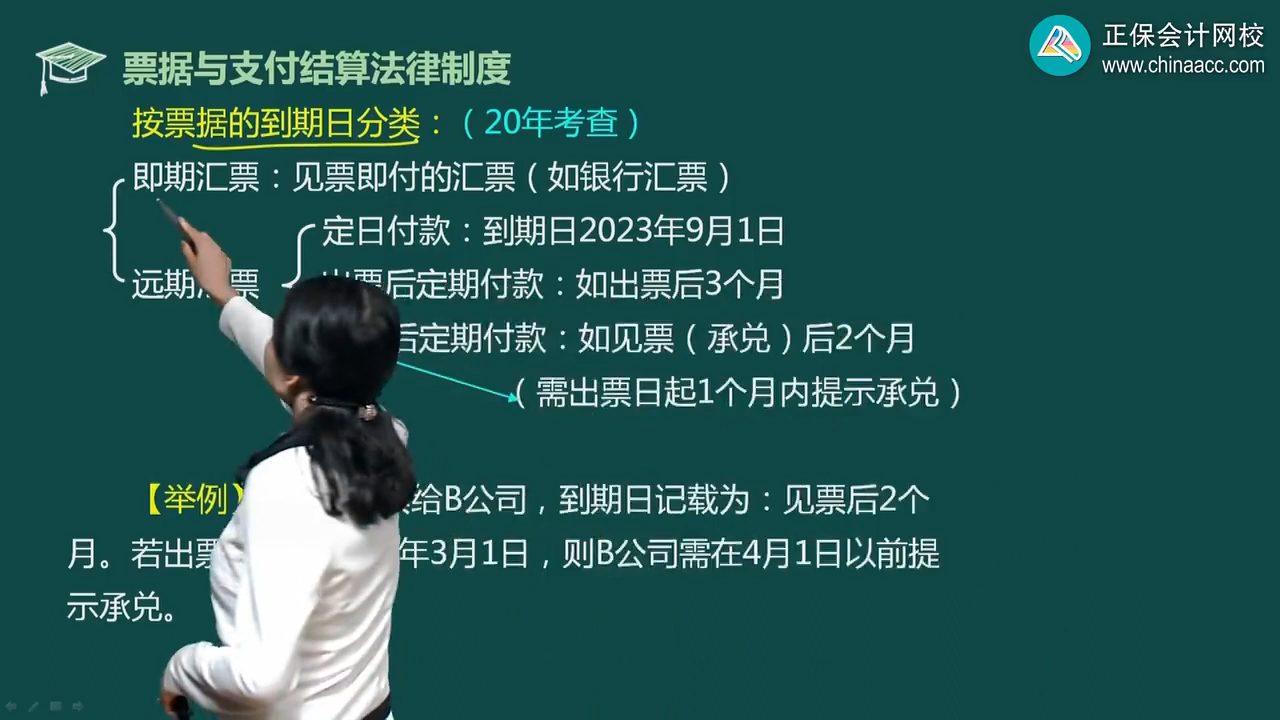 正保会计网校
www.chinaacc.com
票据与支付结算法律制度
按票据的到期日分类：（20年考查）
即期汇票：见票即付的汇票（如银行汇票）
定日付款：到期日2023年9月1日
远期 票 票后定期付款：如出票后3个月
后定期付款：如见票（承兑）后2个月
（需出票日起1个月内提示承兑）
【举例】 给B公司，到期日记载为：见票后2个
月。若出票 年3月1日，则B公司需在4月1日以前提
示承兑。